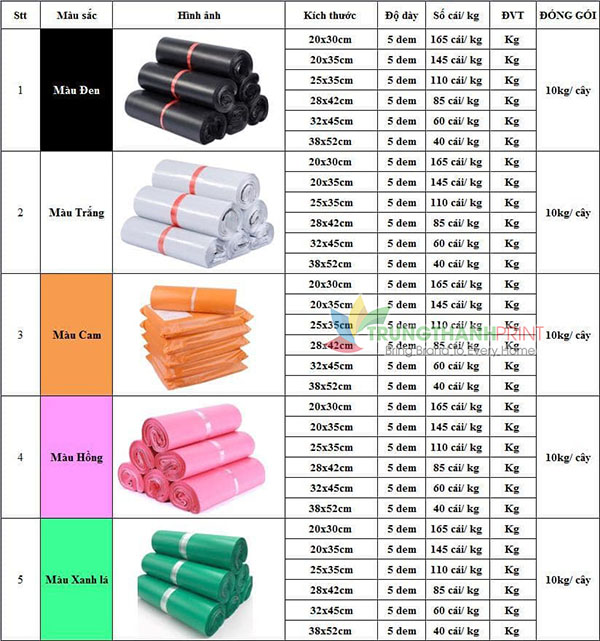 Stt Màu sắc Hình ảnh Kích thước Độ dày Số cái/ kg ĐVT ĐÓNG GÓI
1 Màu Đen 10kg/ cây
20x30cm 5 dem 165 cái/ kg Kg
20x35cm 5 dem 145 cái/ kg Kg
25x35cm 5 dem 110 cái/ kg Kg
28x42cm 5 dem 85 cái/ kg Kg
32x45cm 5 dem 60 cái/ kg Kg
38x52cm 5 dem 40 cái/ kg Kg
2 Màu Trắng 10kg/ cây
20x30cm 5 dem 165 cái/ kg Kg
20x35cm 5 dem 145 cái/ kg Kg
25x35cm 5 dem 110 cái/ kg Kg
28x42cm 5 dem 85 cái/ kg Kg
32x45cm 5 dem 60 cái/ kg Kg
38x52cm 5 dem 40 cái/ kg Kg
3 Màu Cam 10kg/ cây
20x30cm 5 dem 165 cái/ kg Kg
20x35cm 5 dem 145 cái/ kg Kg
25x35cm 5 dem 110 cái/ kg Kg
28x42cm 5 dem 85 cái/ kg Kg
32x45cm 5 dem 60 cái/ kg Kg
38x52cm 5 dem 40 cái/ kg Kg
TRUNGTHANHPRINT
Bring Brand to Every Home
4 Màu Hồng 10kg/ cây
20x30cm 5 dem 165 cái/ kg Kg
20x35cm 5 dem 145 cái/ kg Kg
25x35cm 5 dem 110 cái/ kg Kg
28x42cm 5 dem 85 cái/ kg Kg
32x45cm 5 dem 60 cái/ kg Kg
38x52cm 5 dem 40 cái/ kg Kg
5 Màu Xanh lá 10kg/ cây
20x30cm 5 dem 165 cái/ kg Kg
20x35cm 5 dem 145 cái/ kg Kg
25x35cm 5 dem 110 cái/ kg Kg
28x42cm 5 dem 85 cái/ kg Kg
32x45cm 5 dem 60 cái/ kg Kg
38x52cm 5 dem 40 cái/ kg Kg